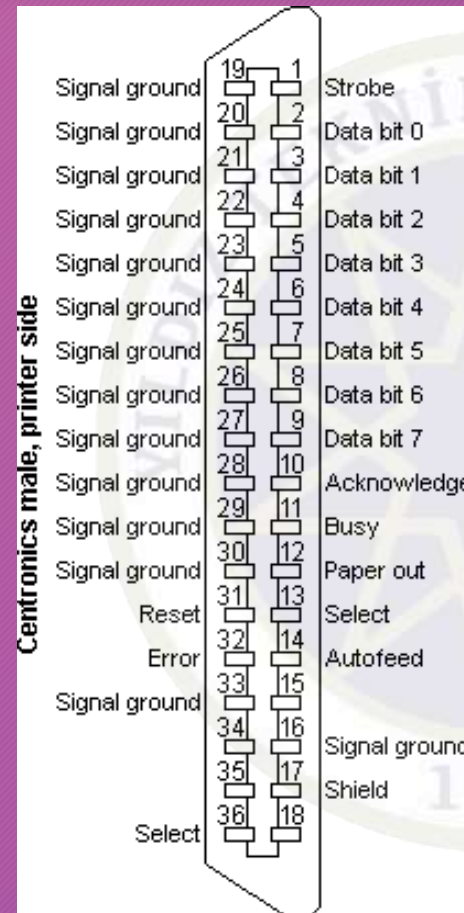 Centronics male, printer side
Signal ground 19 1 Strobe
Signal ground 20 2 Data bit 0
Signal ground 21 3 Data bit 1
Signal ground 22 4 Data bit 2
Signal ground 23 5 Data bit 3
Signal ground 24 6 Data bit 4
Signal ground 25 7 Data bit 5
Signal ground 26 8 Data bit 6
Signal ground 27 9 Data bit 7
Signal ground 28 10 Acknowledge
Signal ground 29 11 Busy
Signal ground 30 12 Paper out
Reset 31 13 Select
Error 32 14 Autofeed
Signal ground 33 15
34 16 Signal ground
35 17 Shield
Select 36 18